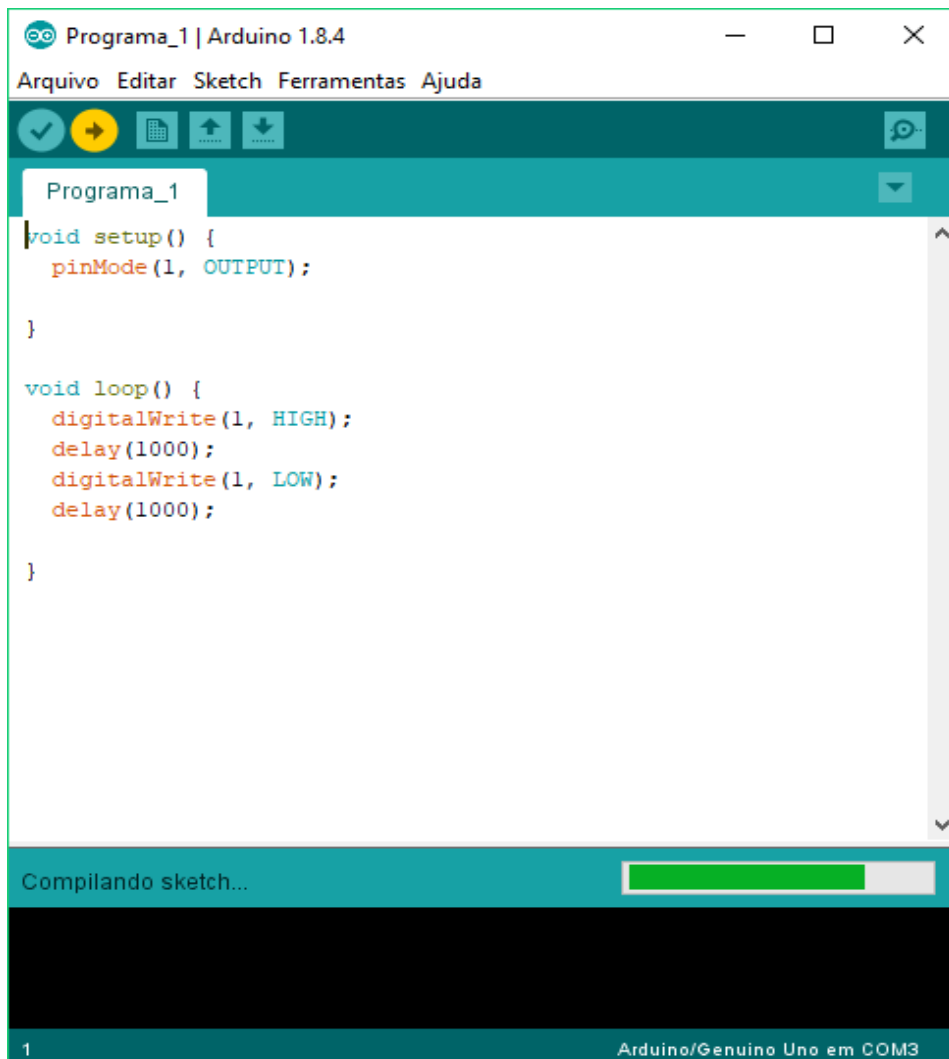 Programa_1 | Arduino 1.8.4
Arquivo Editar Sketch Ferramentas Ajuda
Programa_1
void setup() {
  pinMode(1, OUTPUT);
}
void loop() {
  digitalWrite(1, HIGH);
  delay(1000);
  digitalWrite(1, LOW);
  delay(1000);
}
Compilando sketch...
1 Arduino/Genuino Uno em COM3